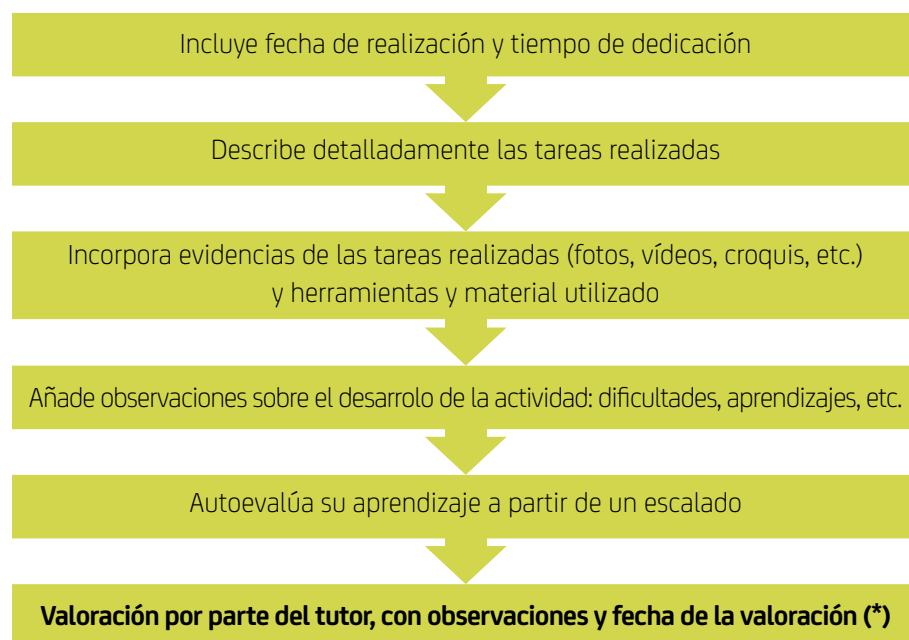 Incluye fecha de realización y tiempo de dedicación
Describe detalladamente las tareas realizadas
Incorpora evidencias de las tareas realizadas (fotos, vídeos, croquis, etc.)
y herramientas y material utilizado
Añade observaciones sobre el desarrolo de la actividad: dificultades, aprendizajes, etc.
Autoevalúa su aprendizaje a partir de un escalado
Valoración por parte del tutor, con observaciones y fecha de la valoración (*)